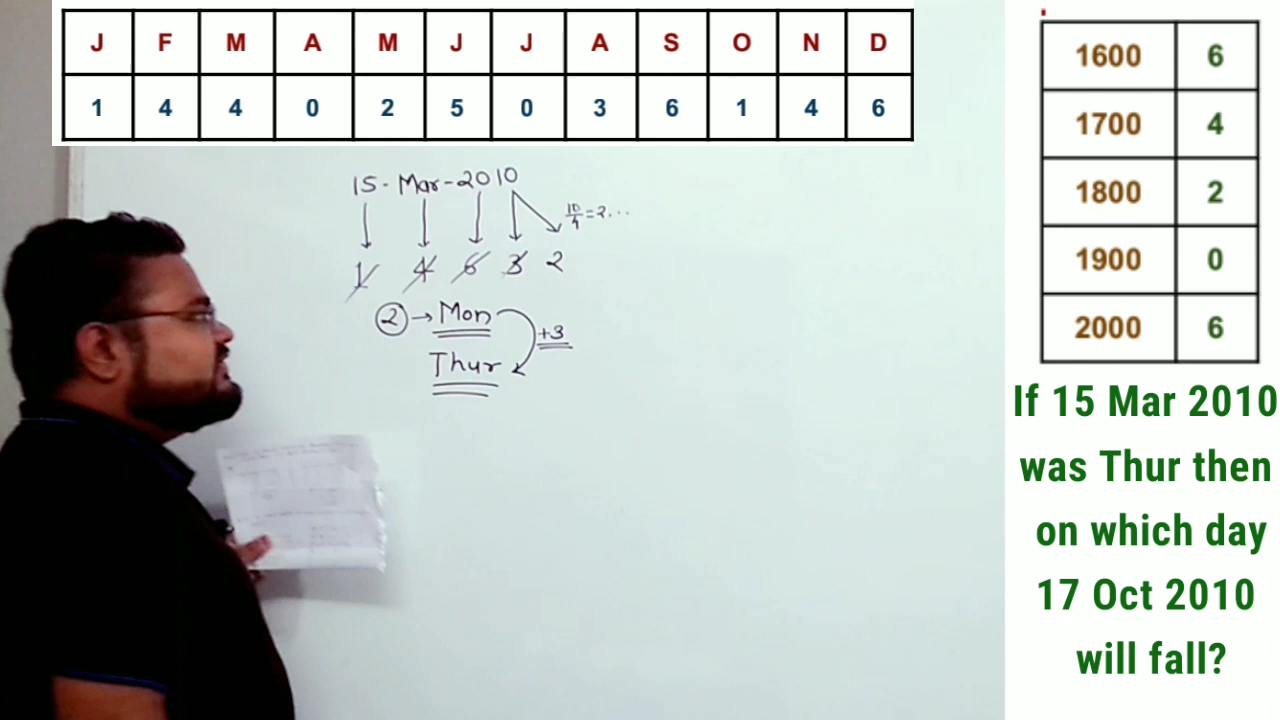 J F M A M J J A S O N D
1 4 4 0 2 5 0 3 6 1 4 6
1600 6
1700 4
1800 2
1900 0
2000 6
15 - Mar - 2010
10/4 = 2...
1 4 6 3 2
2 → Mon
+3
Thur
If 15 Mar 2010
was Thur then
on which day
17 Oct 2010
will fall?